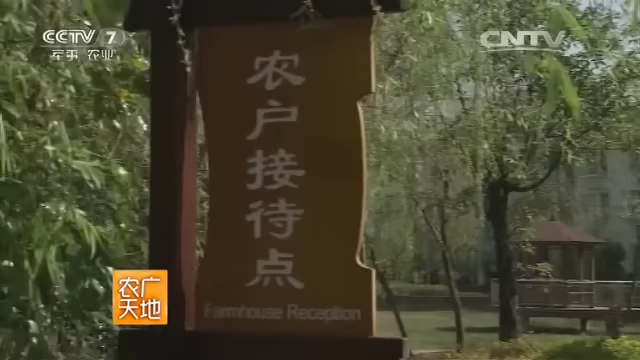 CCTV 7
军事·农业
CNTV
农户接待点
Farmhouse Reception
农广
天地